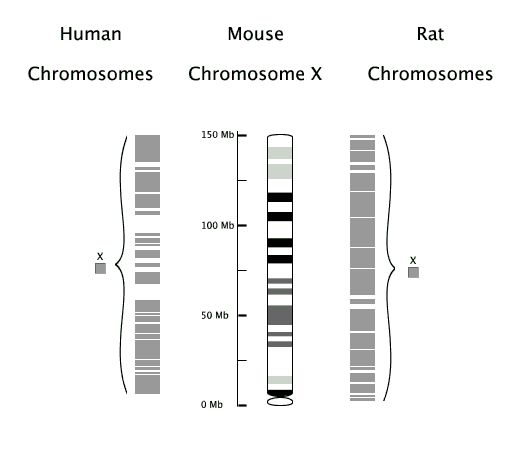 Human
Chromosomes
Mouse
Chromosome X
Rat
Chromosomes
150 Mb
100 Mb
50 Mb
0 Mb
X
X